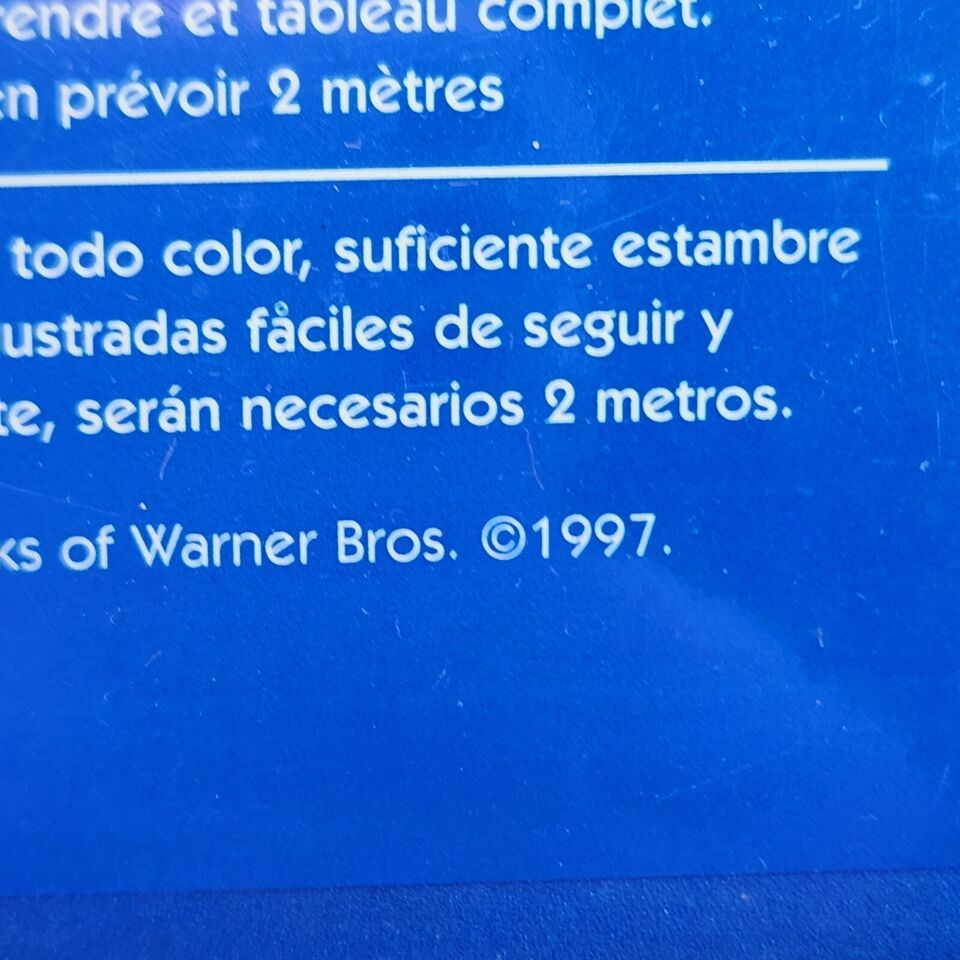 endre et tableau complet.
en prévoir 2 mètres
todo color, suficiente estambre
ustradas fåciles de seguir y
te, serán necesarios 2 metros.
ks of Warner Bros. ©1997.